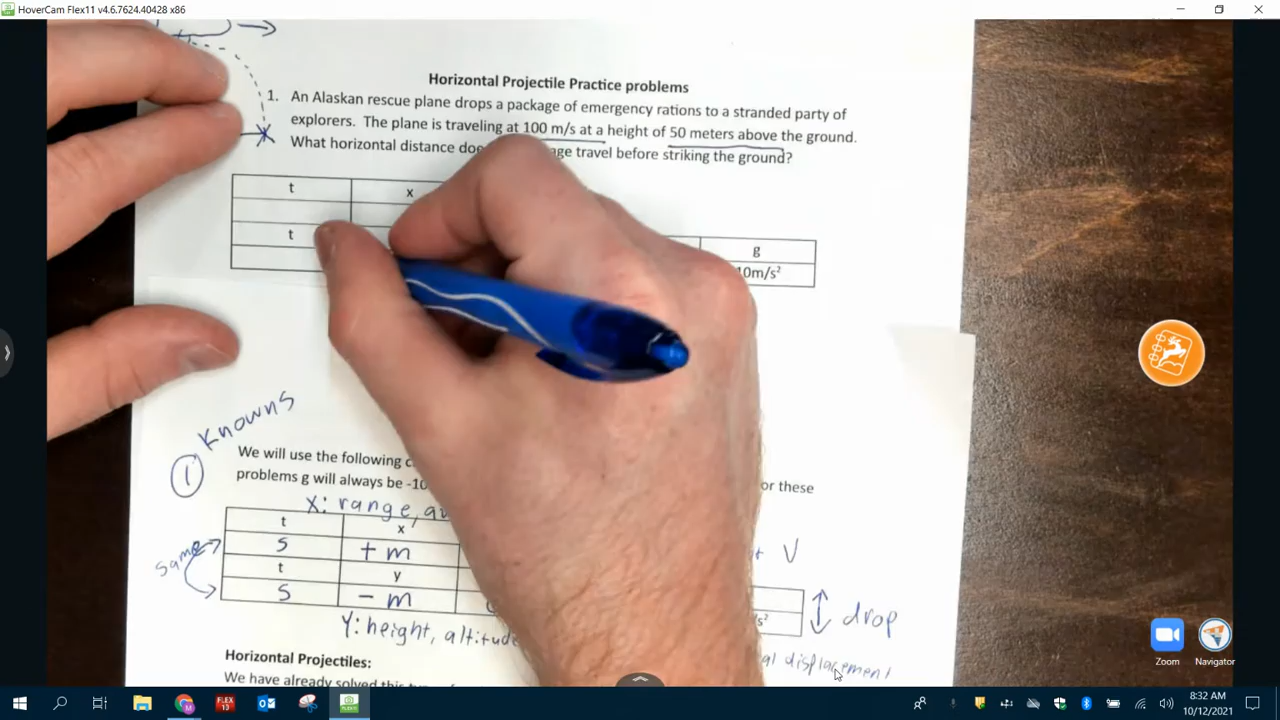 HoverCam Flex11 v4.6.7624.40428 x86
Horizontal Projectile Practice problems
1. An Alaskan rescue plane drops a package of emergency rations to a stranded party of
explorers. The plane is traveling at 100 m/s at a height of 50 meters above the ground.
What horizontal distance travel before striking the ground?
t x
t g
10m/s²
① Knowns
We will use the following or these
problems g will always be -10
X: range,
t x
same s + m V
t y
s - m drop
Y: height, altitude displacement
Horizontal Projectiles:
We have already solved this
Zoom Navigator
FLEX 11
8:32 AM
10/12/2021